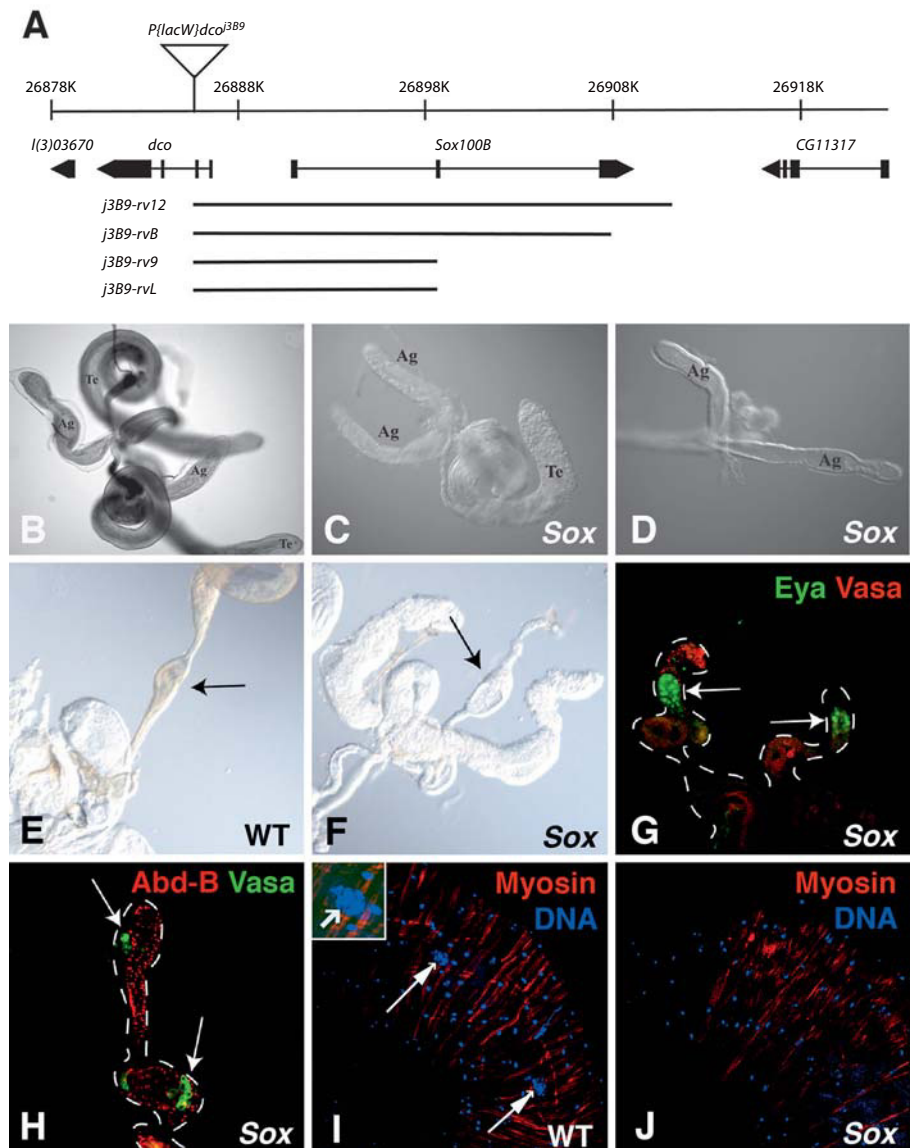 A
P{lacW}dco^j3B9
26878K 26888K 26898K 26908K 26918K
l(3)03670 dco Sox100B CG11317
j3B9-rv12
j3B9-rvB
j3B9-rv9
j3B9-rvL
Te
Ag
Ag
Te
B
Ag
Ag
Te
C Sox
Ag
Ag
D Sox
E WT
F Sox
Eya Vasa
G Sox
Abd-B Vasa
H Sox
Myosin
DNA
I WT
Myosin
DNA
J Sox